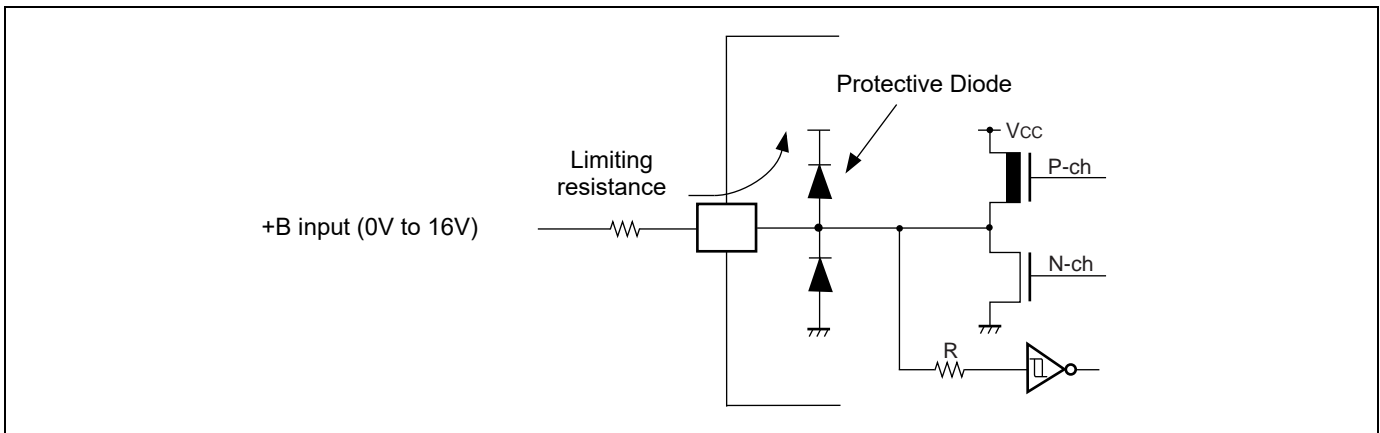 Protective Diode
Vcc
Limiting
resistance
P-ch
+B input (0V to 16V)
N-ch
R